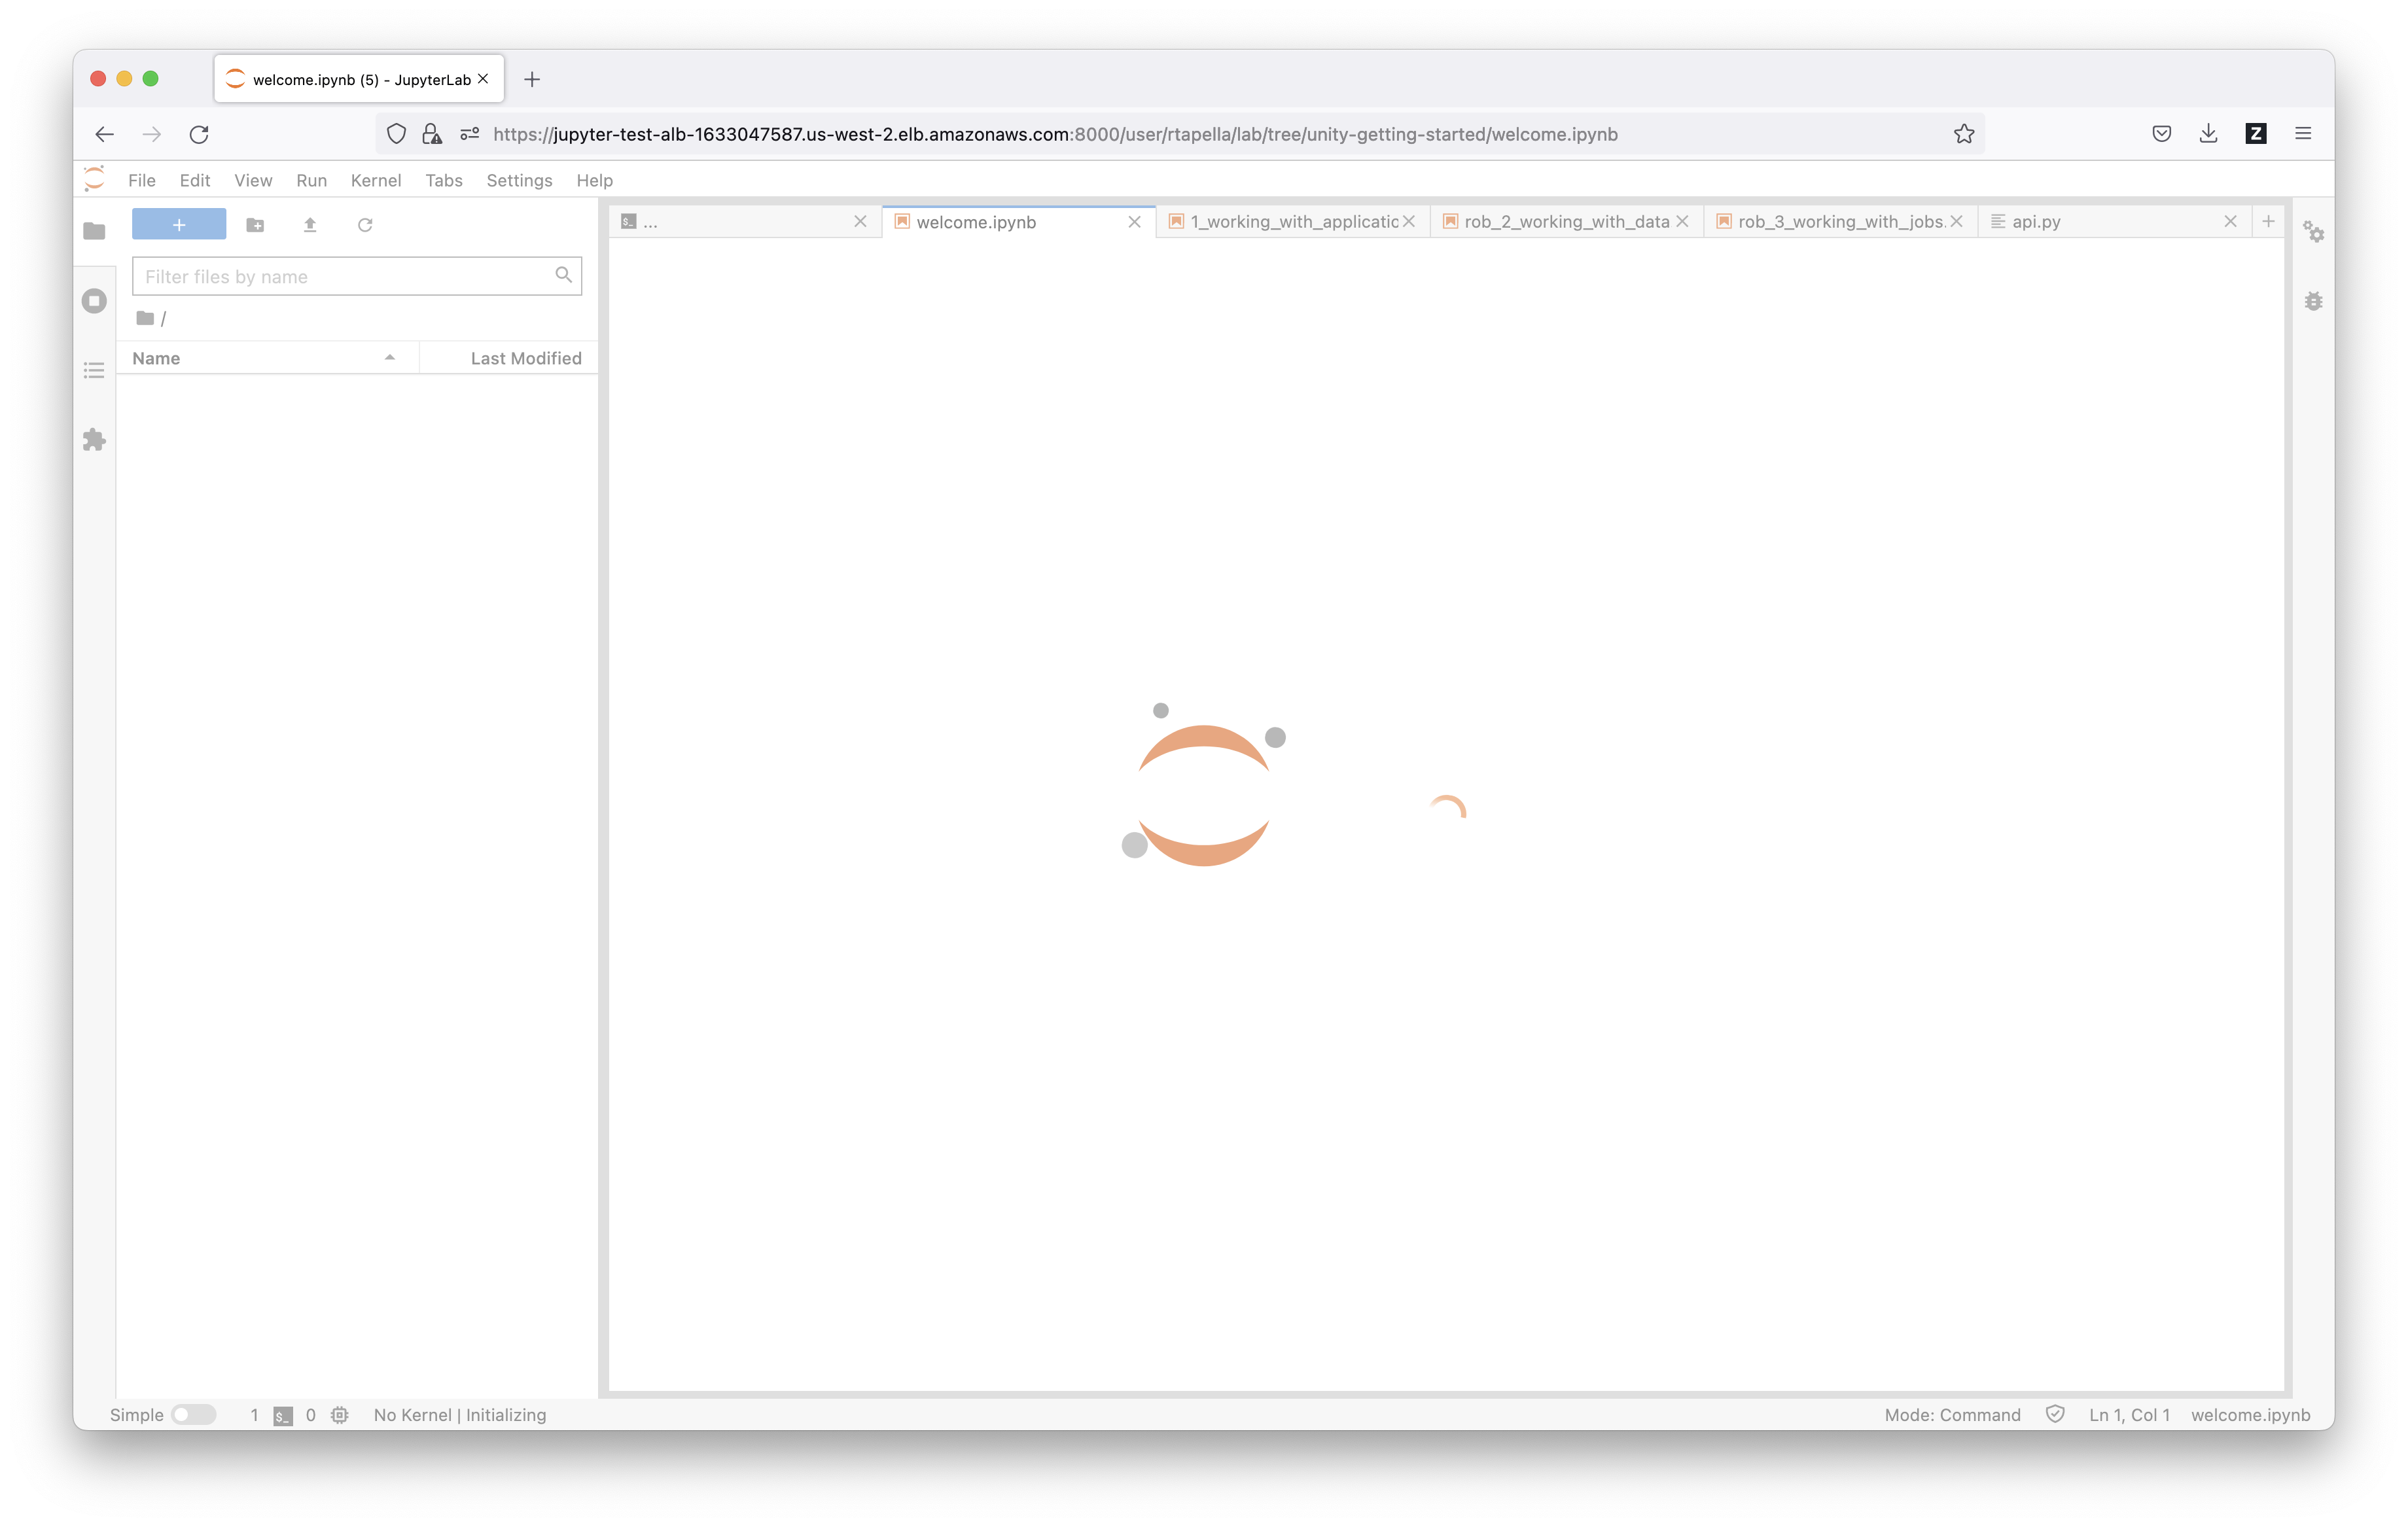 welcome.ipynb (5) - JupyterLab
https://jupyter-test-alb-1633047587.us-west-2.elb.amazonaws.com:8000/user/rtapella/lab/tree/unity-getting-started/welcome.ipynb
Z
File Edit View Run Kernel Tabs Settings Help
+
$_ ... welcome.ipynb 1_working_with_applicatic rob_2_working_with_data rob_3_working_with_jobs. api.py +
Filter files by name
/
Name Last Modified
Simple 1 $_ 0 No Kernel | Initializing Mode: Command Ln 1, Col 1 welcome.ipynb